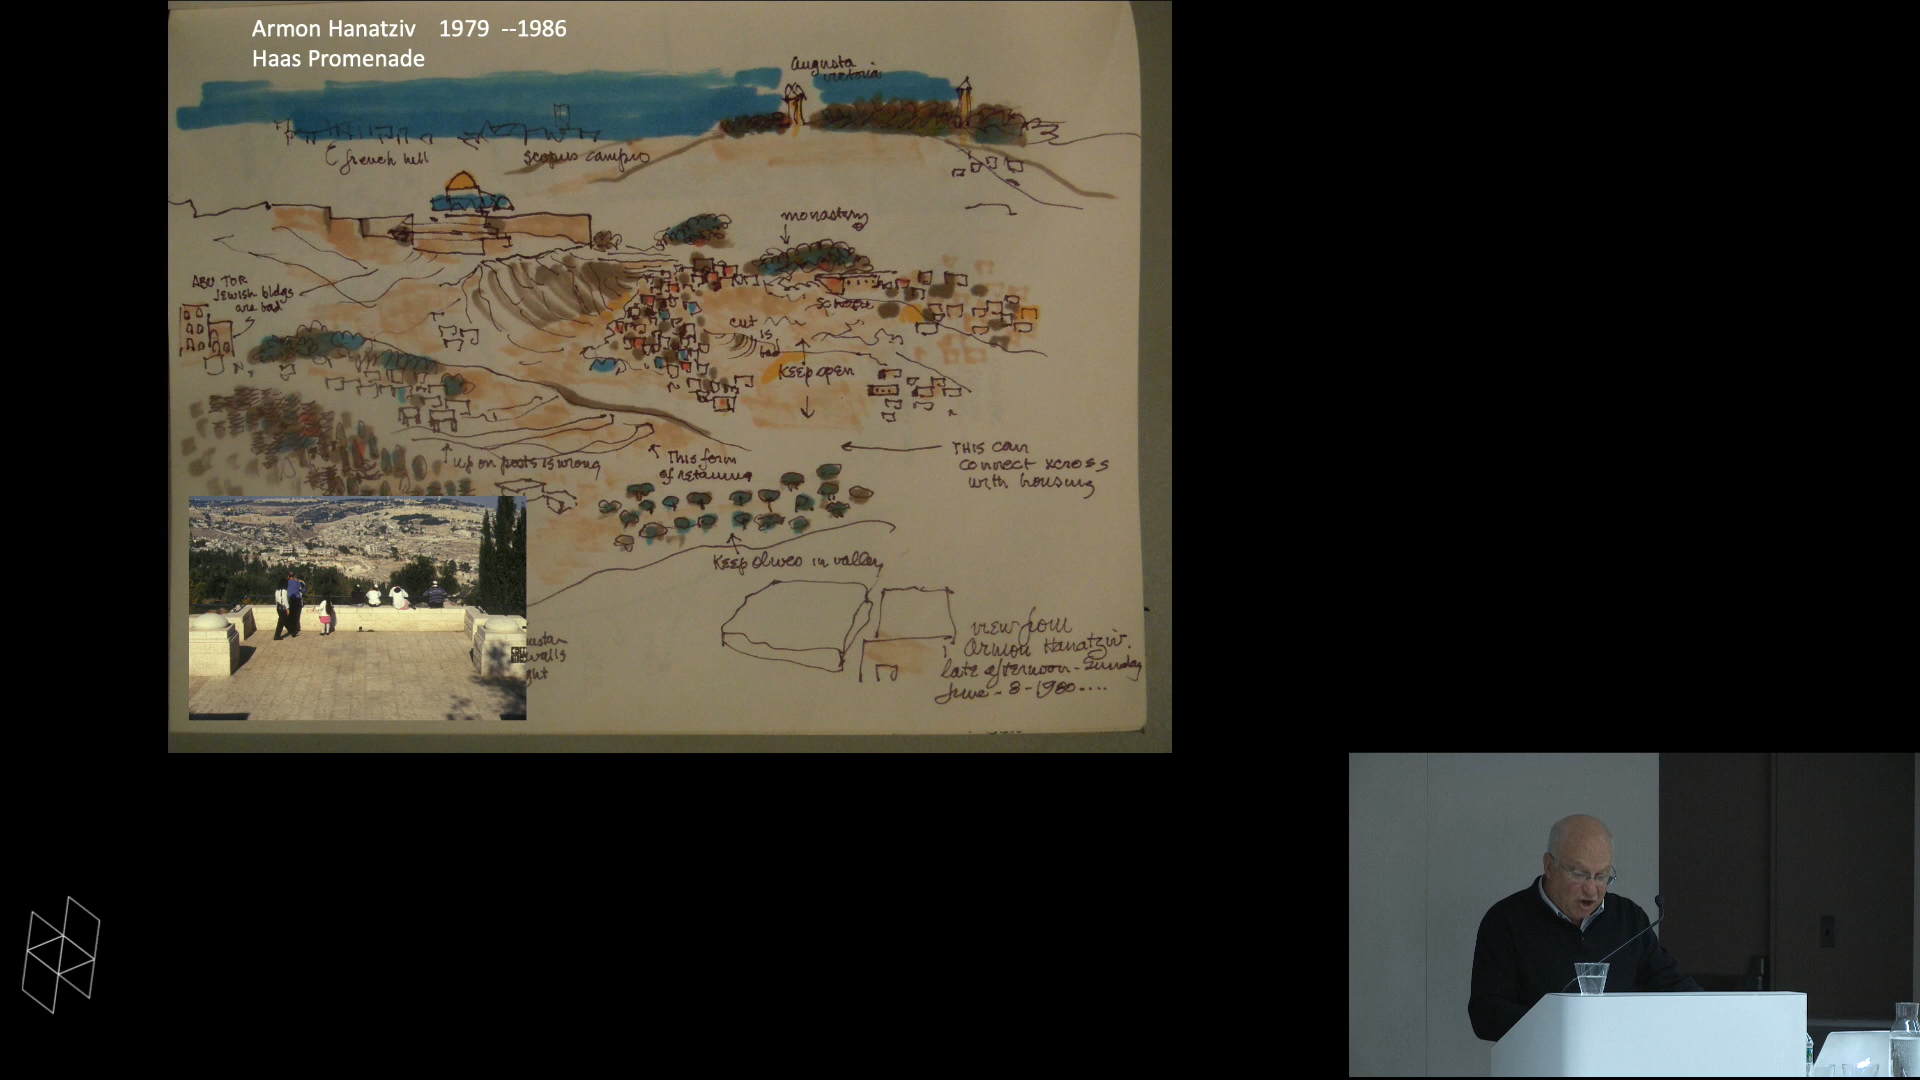 Armon Hanatziv 1979 --1986
Haas Promenade
Augusta
Victoria
french hill
scopus campus
monastery
ABU TOR
Jewish bldgs
are bad
school
cut
is
bad
Keep open
up on posts is wrong
This form
of retaining
THIS can
connect xcross
with housing
Keep olives in valley
view from
Armon Hanatziv.
late afternoon - Sunday
June - 8 - 1980....
walls